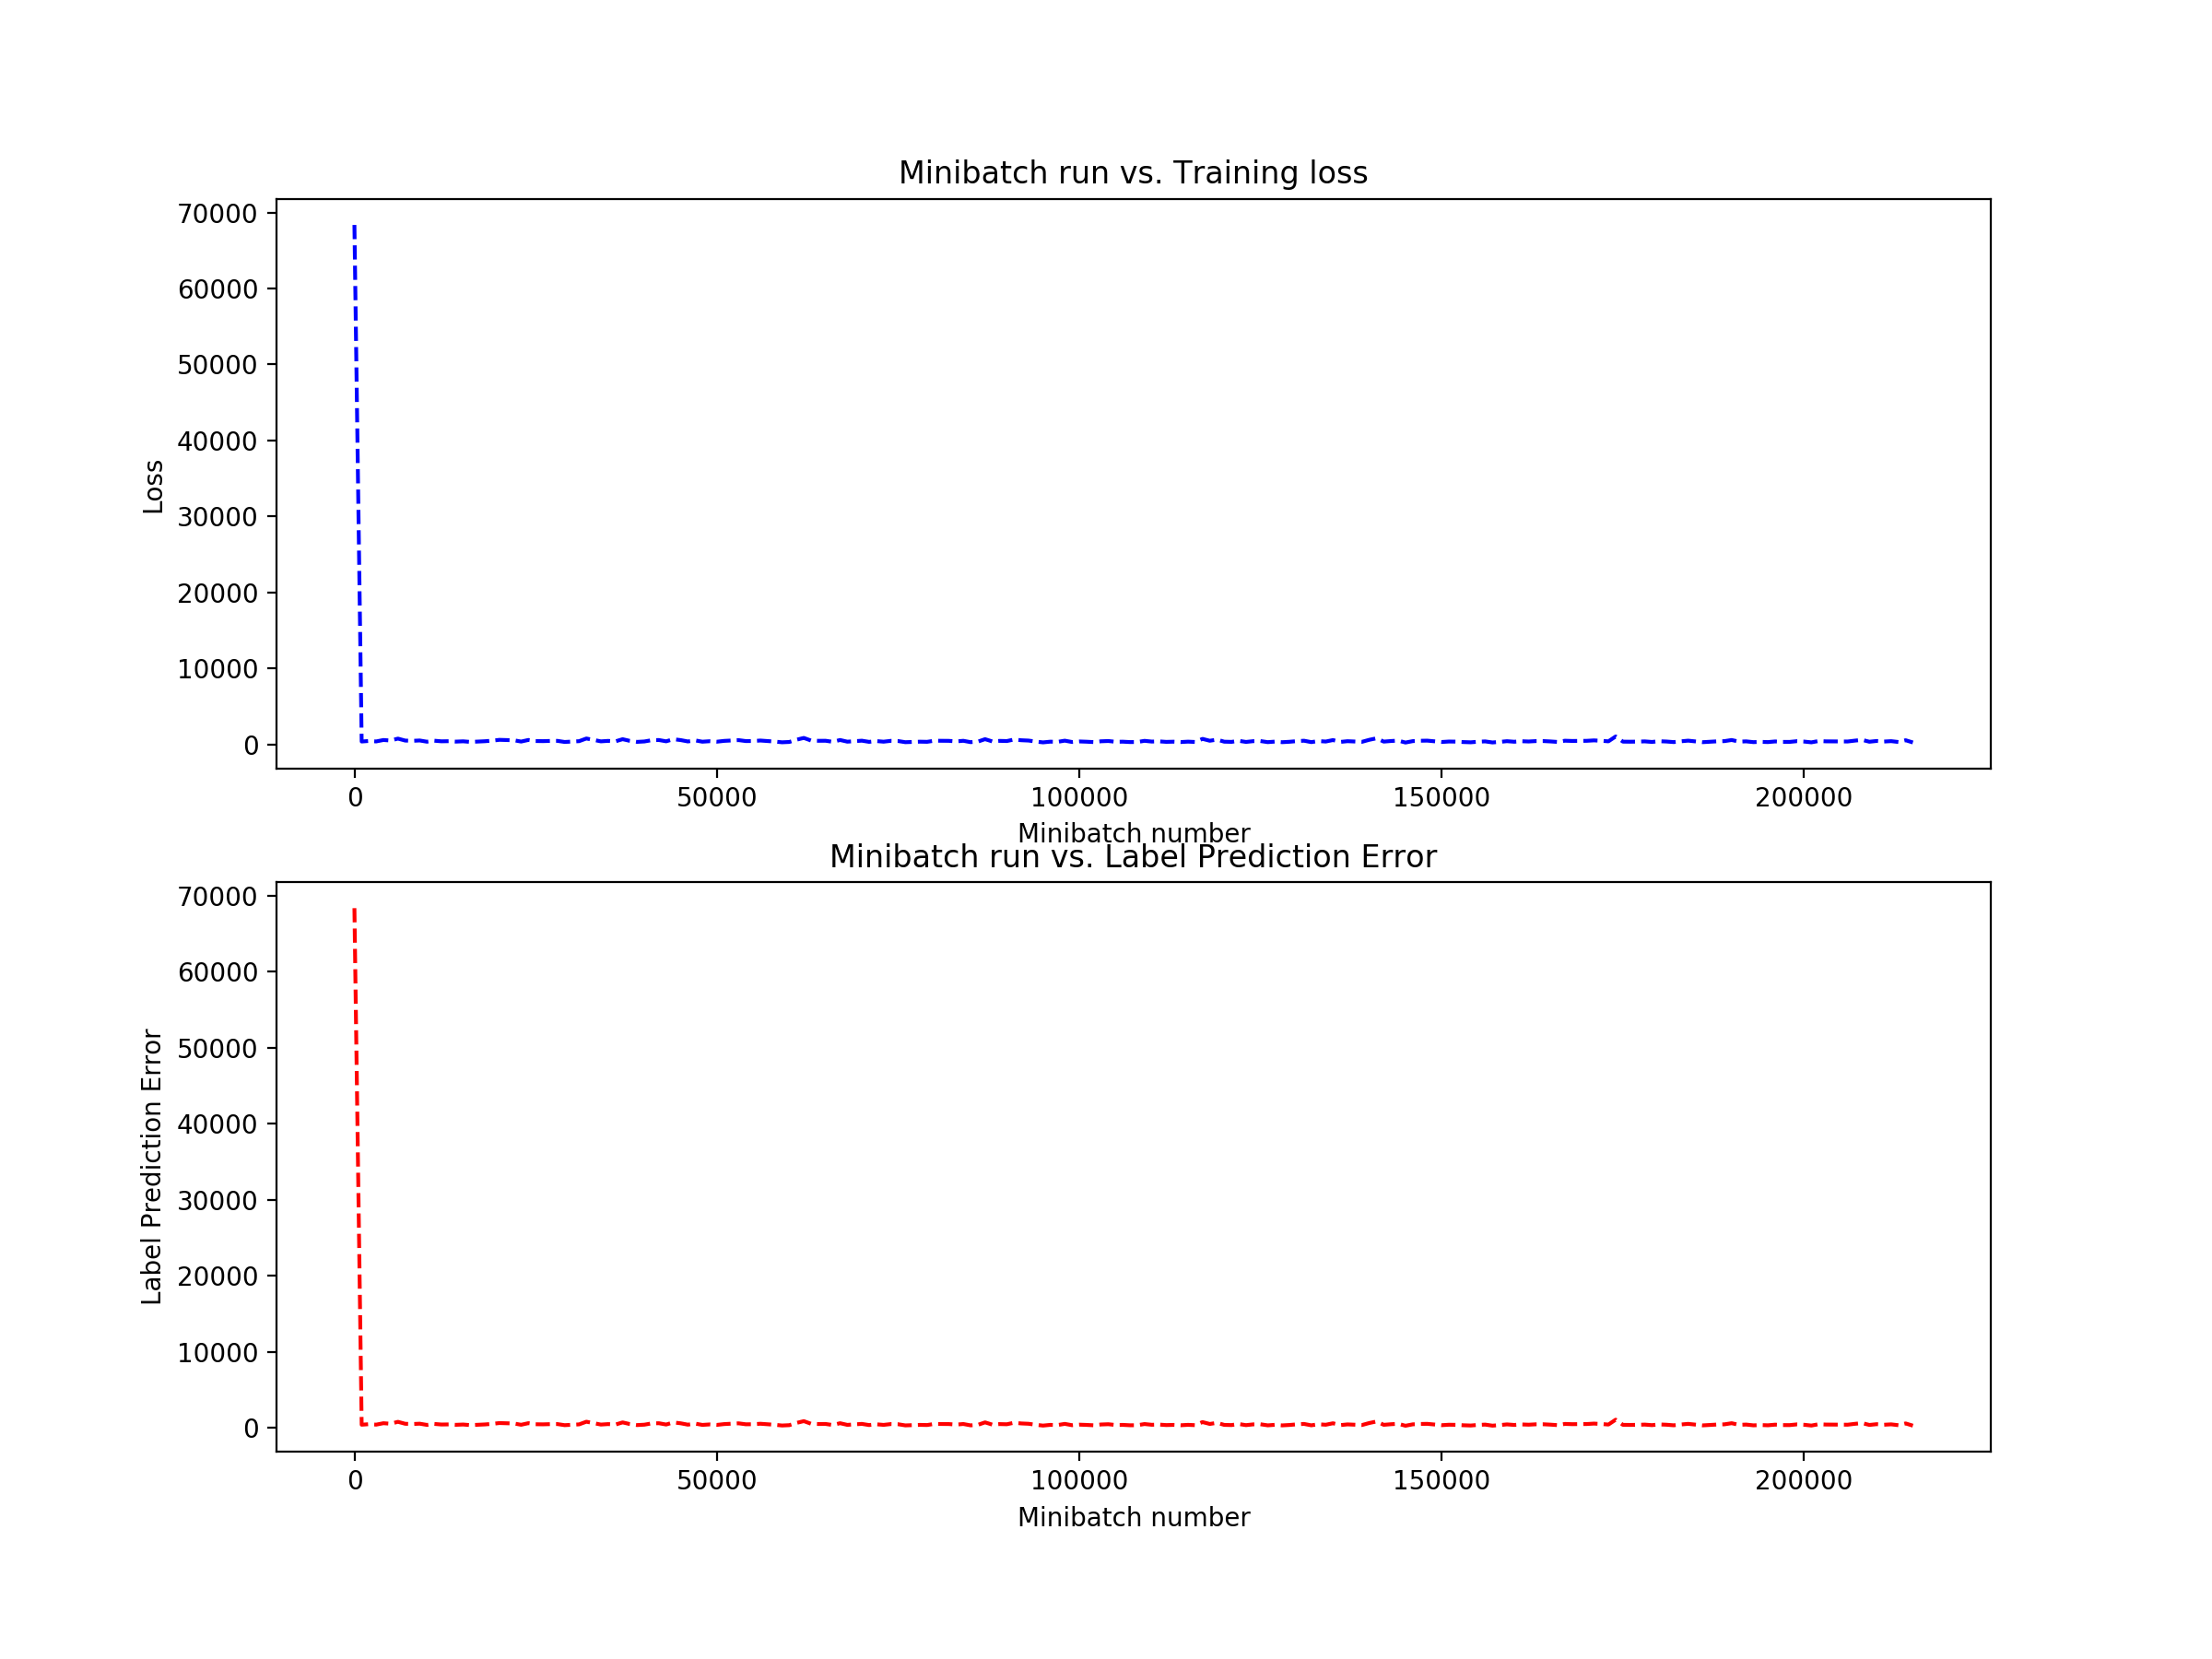 Minibatch run vs. Training loss
70000
60000
50000
40000
30000
20000
10000
0
Loss
0 50000 100000 150000 200000
Minibatch number
Minibatch run vs. Label Prediction Error
70000
60000
50000
40000
30000
20000
10000
0
Label Prediction Error
0 50000 100000 150000 200000
Minibatch number